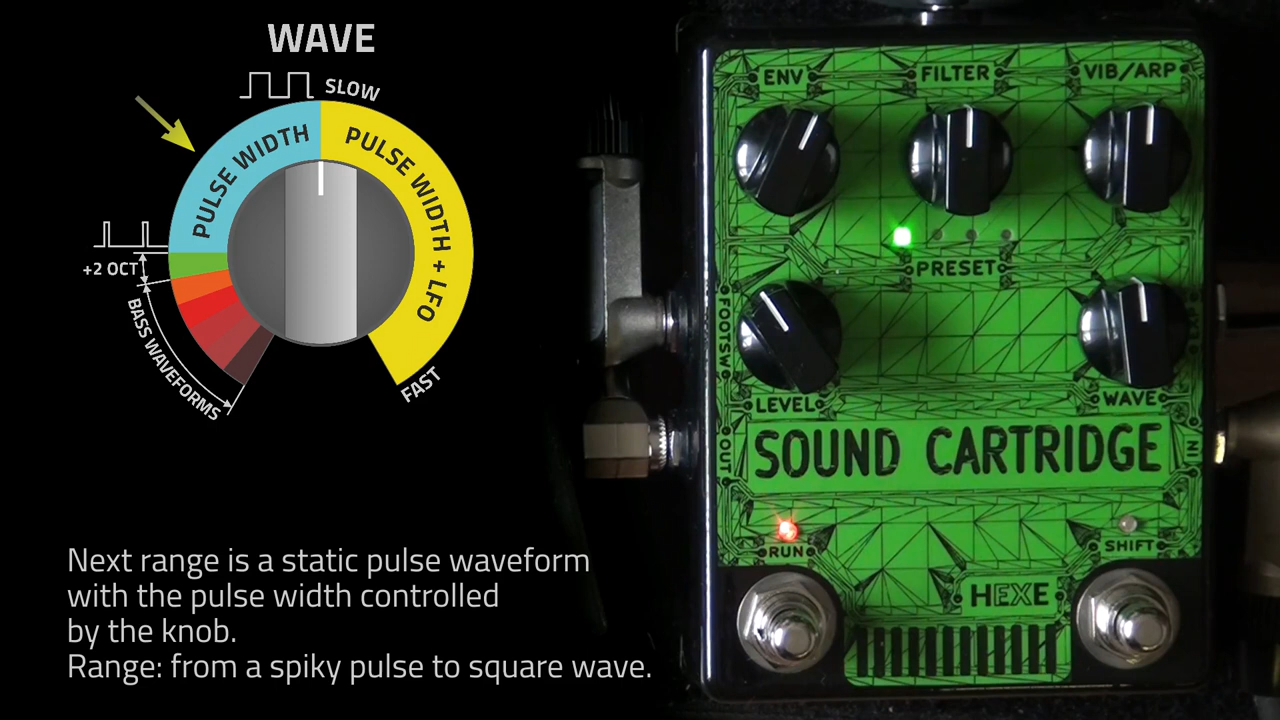 WAVE
SLOW
PULSE WIDTH
PULSE WIDTH + LFO
+2 OCT
BASS WAVEFORMS
FAST
Next range is a static pulse waveform
with the pulse width controlled
by the knob.
Range: from a spiky pulse to square wave.
ENV
FILTER
VIB/ARP
PRESET
FOOTSW
LEVEL
WAVE
OUT
SOUND CARTRIDGE
IN
RUN
SHIFT
HEXE